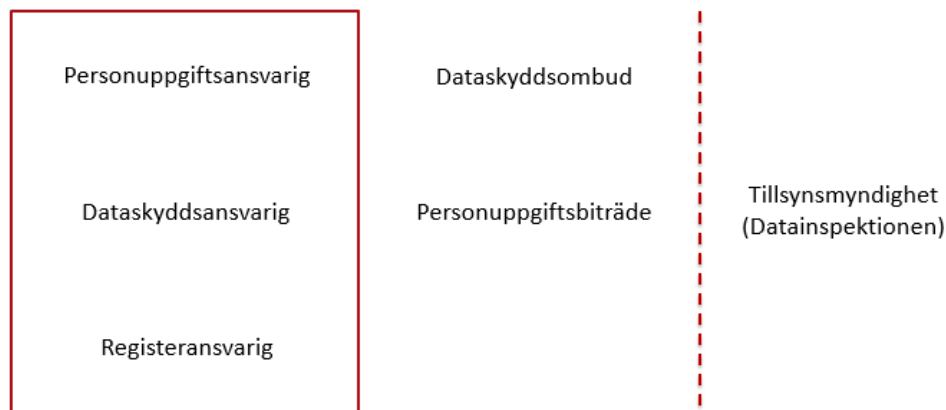 Personuppgiftsansvarig
Dataskyddsombud
Dataskyddsansvarig
Personuppgiftsbiträde
Tillsynsmyndighet
(Datainspektionen)
Registeransvarig